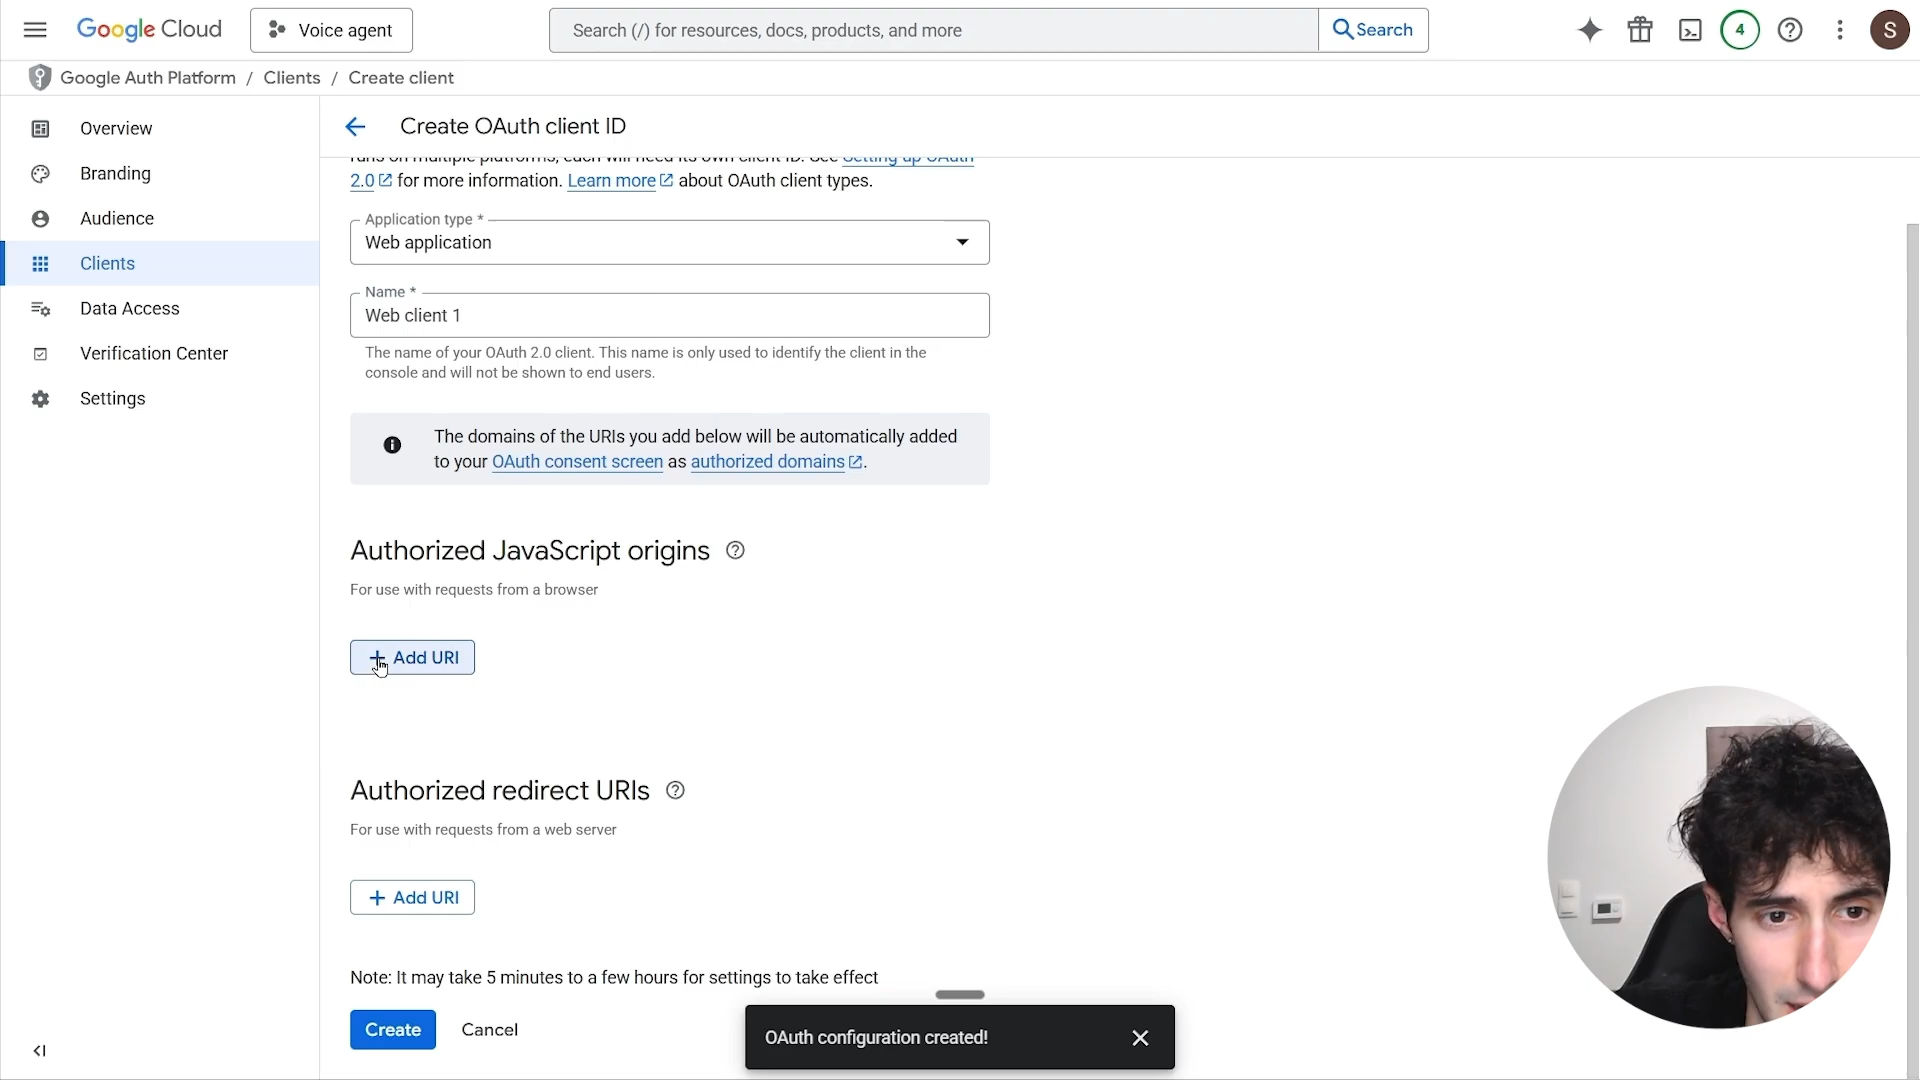 Google Cloud
Voice agent
Search (/) for resources, docs, products, and more
Search
4
S
Google Auth Platform / Clients / Create client
Overview
Branding
Audience
Clients
Data Access
Verification Center
Settings
Create OAuth client ID
runs on multiple platforms, each will need its own client ID. See Setting up OAuth
2.0 for more information. Learn more about OAuth client types.
Application type *
Web application
Name *
Web client 1
The name of your OAuth 2.0 client. This name is only used to identify the client in the
console and will not be shown to end users.
The domains of the URIs you add below will be automatically added
to your OAuth consent screen as authorized domains.
Authorized JavaScript origins
For use with requests from a browser
+ Add URI
Authorized redirect URIs
For use with requests from a web server
+ Add URI
Note: It may take 5 minutes to a few hours for settings to take effect
Create
Cancel
OAuth configuration created!